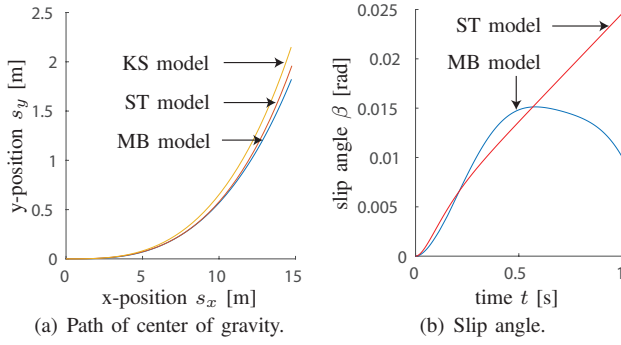 2
1.5
1
0.5
0
y-position s_y [m]
KS model
ST model
MB model
0 5 10 15
x-position s_x [m]
(a) Path of center of gravity.
0.025
0.02
0.015
0.01
0.005
0
slip angle β [rad]
ST model
MB model
0 0.5 1
time t [s]
(b) Slip angle.